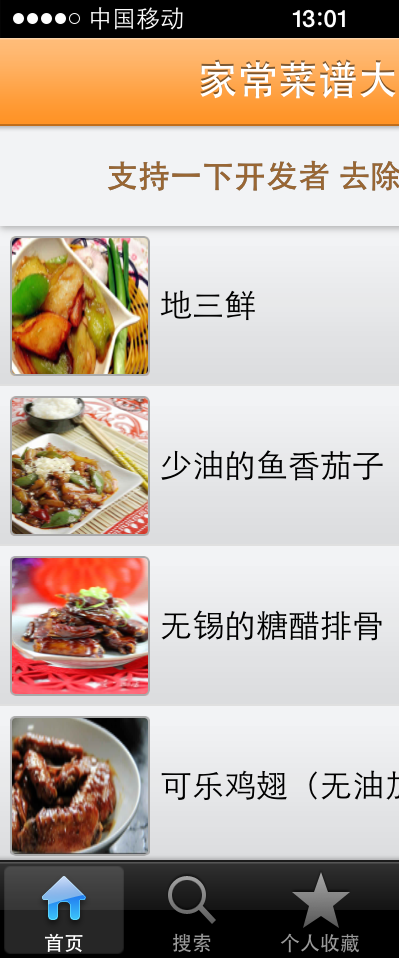 中国移动 13:01
家常菜谱大
支持一下开发者 去除
地三鲜
少油的鱼香茄子
无锡的糖醋排骨
可乐鸡翅（无油加
首页 搜索 个人收藏